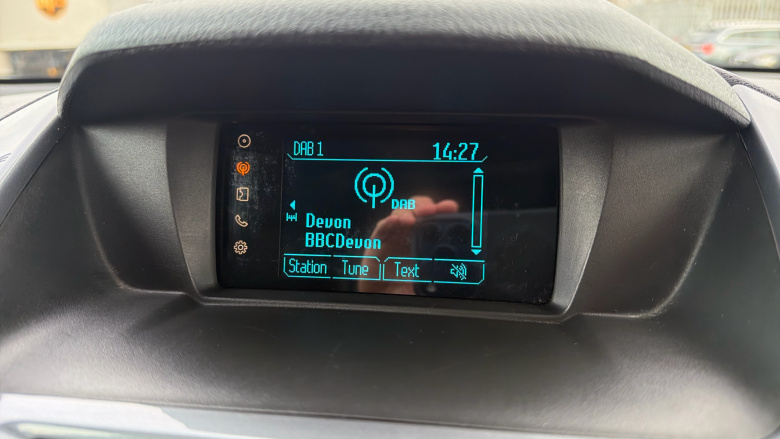 DAB 1 14:27
DAB
Devon
BBCDevon
Station Tune Text